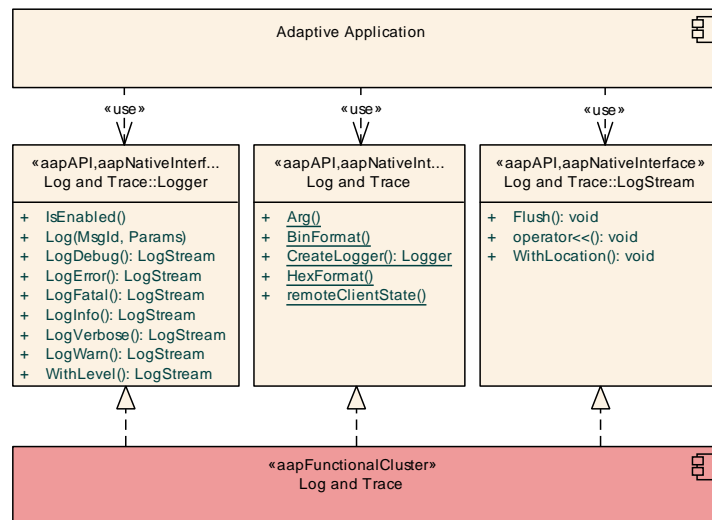 Adaptive Application
«use»
«use»
«use»
«aapAPI,aapNativeInterf...
Log and Trace::Logger
+ IsEnabled()
+ Log(MsgId, Params)
+ LogDebug(): LogStream
+ LogError(): LogStream
+ LogFatal(): LogStream
+ LogInfo(): LogStream
+ LogVerbose(): LogStream
+ LogWarn(): LogStream
+ WithLevel(): LogStream
«aapAPI,aapNativeInt...
Log and Trace
+ Arg()
+ BinFormat()
+ CreateLogger(): Logger
+ HexFormat()
+ remoteClientState()
«aapAPI,aapNativeInterface»
Log and Trace::LogStream
+ Flush(): void
+ operator<<(): void
+ WithLocation(): void
«aapFunctionalCluster»
Log and Trace